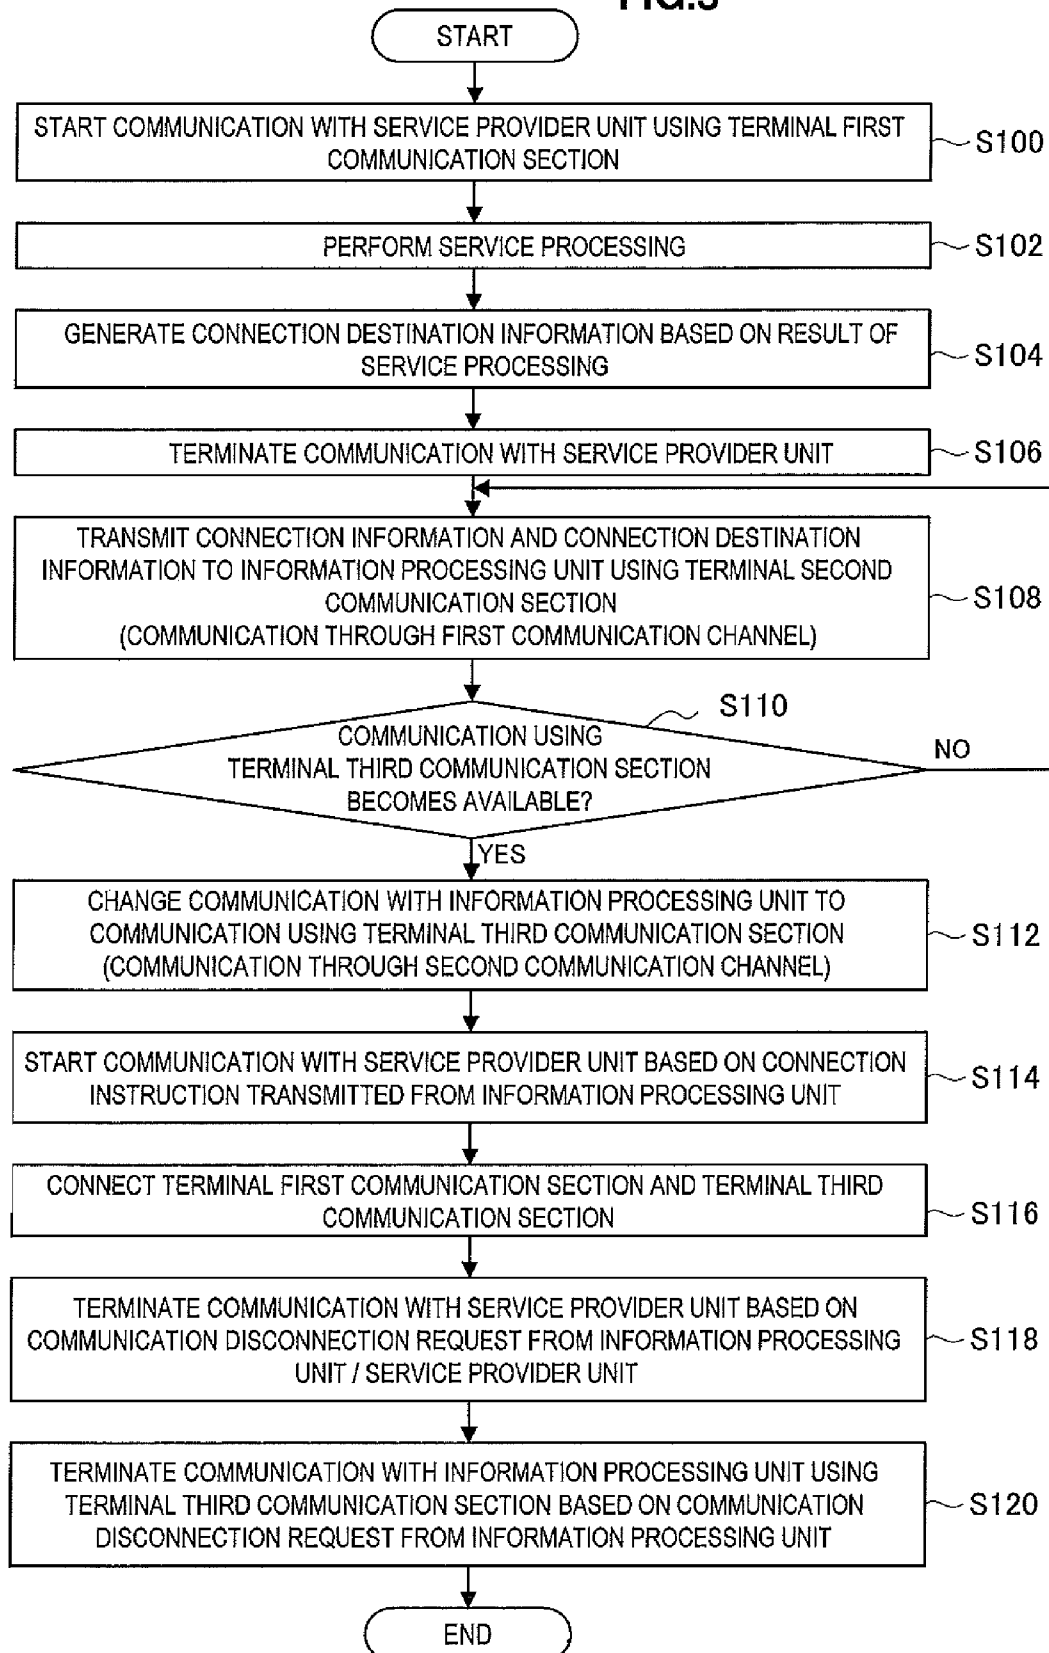 START
START COMMUNICATION WITH SERVICE PROVIDER UNIT USING TERMINAL FIRST
COMMUNICATION SECTION
S100
PERFORM SERVICE PROCESSING
S102
GENERATE CONNECTION DESTINATION INFORMATION BASED ON RESULT OF
SERVICE PROCESSING
S104
TERMINATE COMMUNICATION WITH SERVICE PROVIDER UNIT
S106
TRANSMIT CONNECTION INFORMATION AND CONNECTION DESTINATION
INFORMATION TO INFORMATION PROCESSING UNIT USING TERMINAL SECOND
COMMUNICATION SECTION
(COMMUNICATION THROUGH FIRST COMMUNICATION CHANNEL)
S108
S110
COMMUNICATION USING
TERMINAL THIRD COMMUNICATION SECTION
BECOMES AVAILABLE?
NO
YES
CHANGE COMMUNICATION WITH INFORMATION PROCESSING UNIT TO
COMMUNICATION USING TERMINAL THIRD COMMUNICATION SECTION
(COMMUNICATION THROUGH SECOND COMMUNICATION CHANNEL)
S112
START COMMUNICATION WITH SERVICE PROVIDER UNIT BASED ON CONNECTION
INSTRUCTION TRANSMITTED FROM INFORMATION PROCESSING UNIT
S114
CONNECT TERMINAL FIRST COMMUNICATION SECTION AND TERMINAL THIRD
COMMUNICATION SECTION
S116
TERMINATE COMMUNICATION WITH SERVICE PROVIDER UNIT BASED ON
COMMUNICATION DISCONNECTION REQUEST FROM INFORMATION PROCESSING
UNIT / SERVICE PROVIDER UNIT
S118
TERMINATE COMMUNICATION WITH INFORMATION PROCESSING UNIT USING
TERMINAL THIRD COMMUNICATION SECTION BASED ON COMMUNICATION
DISCONNECTION REQUEST FROM INFORMATION PROCESSING UNIT
S120
END